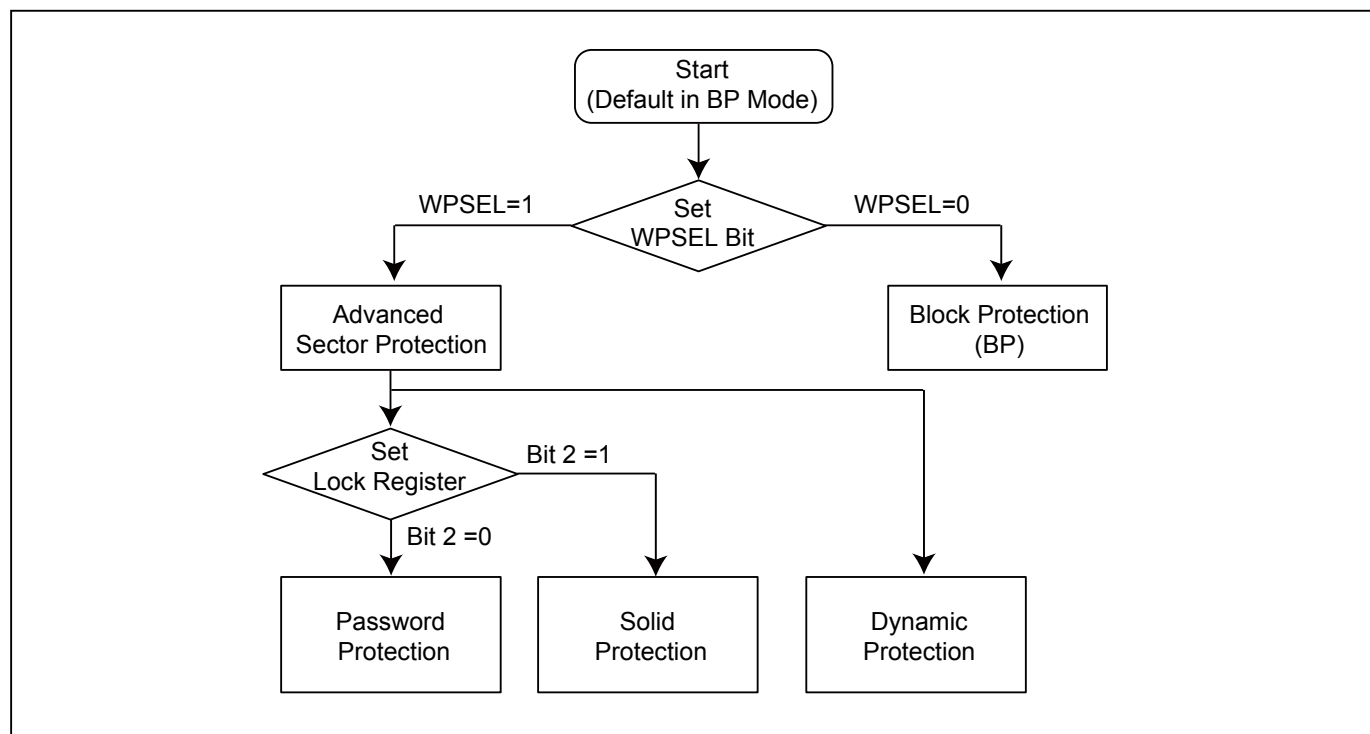 Start
(Default in BP Mode)
WPSEL=1
Set
WPSEL Bit
WPSEL=0
Advanced
Sector Protection
Block Protection
(BP)
Set
Lock Register
Bit 2 =1
Bit 2 =0
Password
Protection
Solid
Protection
Dynamic
Protection